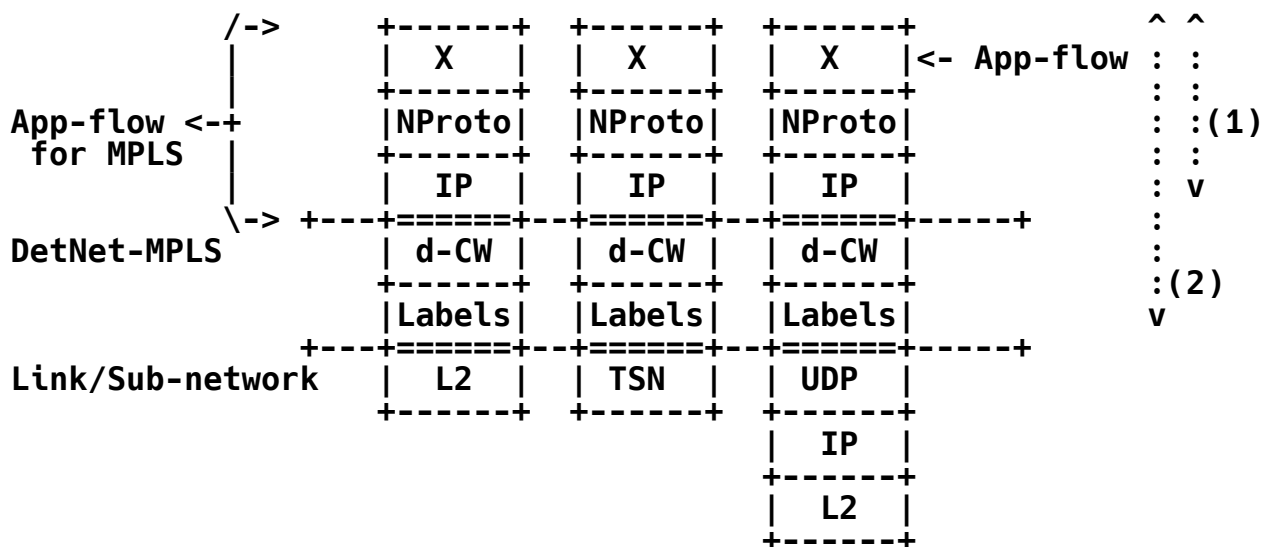 /->      +------+  +------+  +------+            ^ ^
|        |  X   |  |  X   |  |  X   |<- App-flow : :
|        +------+  +------+  +------+            : :
App-flow <-+        |NProto|  |NProto|  |NProto|            : :(1)
for MPLS  |        +------+  +------+  +------+            : :
|        |  IP  |  |  IP  |  |  IP  |            : v
\-> +---+======+--+======+--+======+-----+      :
DetNet-MPLS         | d-CW |  | d-CW |  | d-CW |            :
+------+  +------+  +------+            :(2)
|Labels|  |Labels|  |Labels|            v
+---+======+--+======+--+======+-----+
Link/Sub-network    |  L2  |  | TSN  |  | UDP  |
+------+  +------+  +------+
|  IP  |
+------+
|  L2  |
+------+